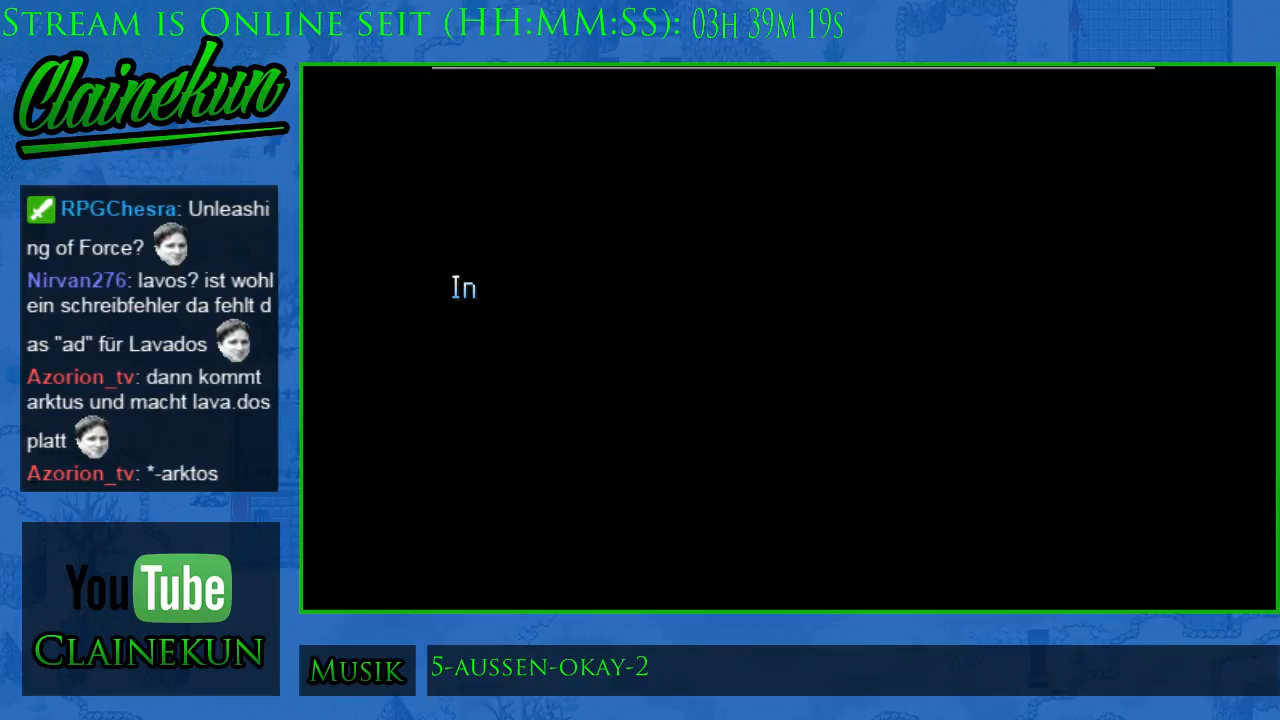 Stream is Online seit (HH:MM:SS): 03h 39m 19s
Clainekun
RPGChesra: Unleashi
ng of Force?
Nirvan276: lavos? ist wohl
ein schreibfehler da fehlt d
as "ad" für Lavados
Azorion_tv: dann kommt
arktus und macht lava.dos
platt
Azorion_tv: *-arktos
In
YouTube
Clainekun
Musik
5-aussen-okay-2